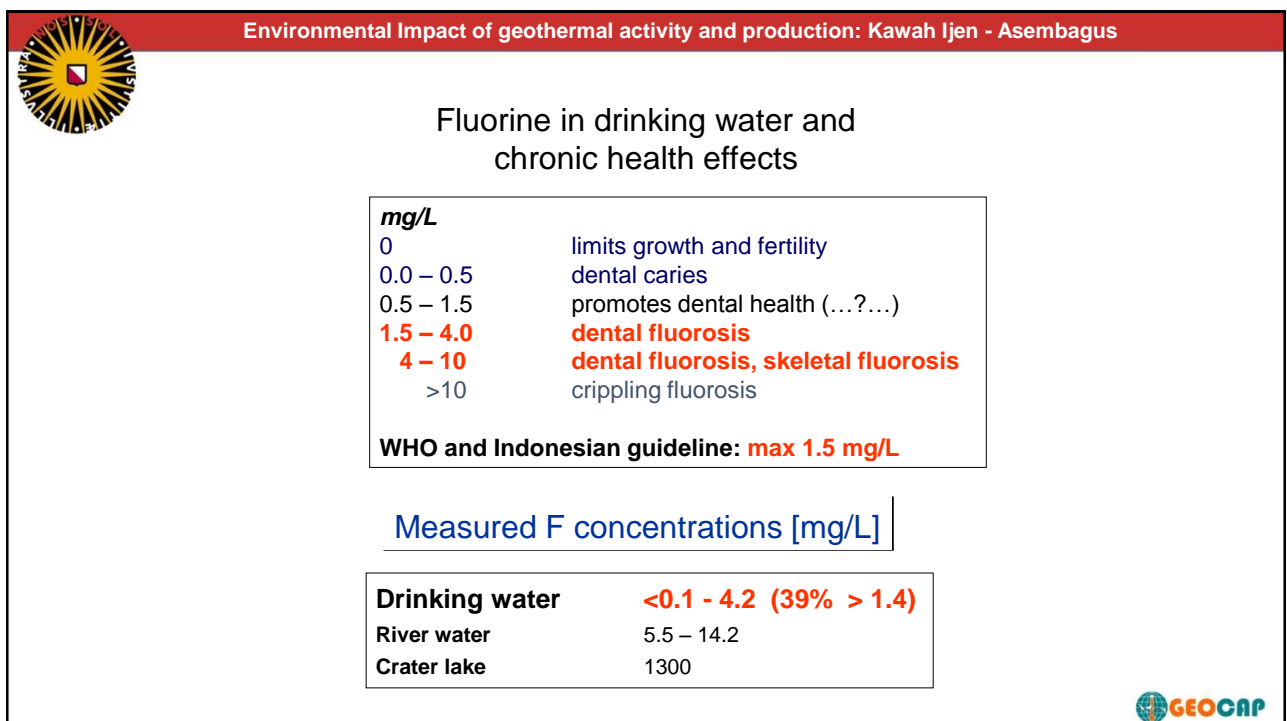 Environmental Impact of geothermal activity and production: Kawah Ijen - Asembagus
Fluorine in drinking water and
chronic health effects
mg/L
0 limits growth and fertility
0.0 – 0.5 dental caries
0.5 – 1.5 promotes dental health (…?…)
1.5 – 4.0 dental fluorosis
4 – 10 dental fluorosis, skeletal fluorosis
>10 crippling fluorosis
WHO and Indonesian guideline: max 1.5 mg/L
Measured F concentrations [mg/L]
Drinking water <0.1 - 4.2 (39% > 1.4)
River water 5.5 – 14.2
Crater lake 1300
GEOCAP